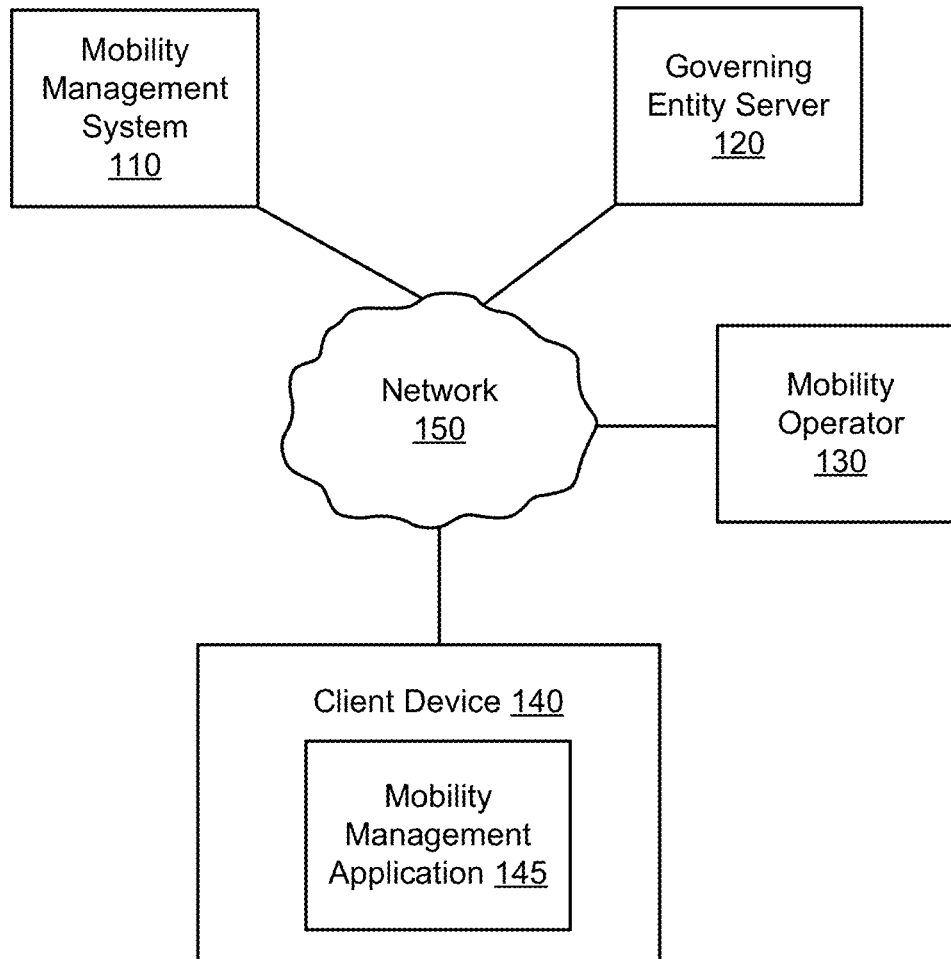 Mobility
Management
System
110
Governing
Entity Server
120
Network
150
Mobility
Operator
130
Client Device 140
Mobility
Management
Application 145